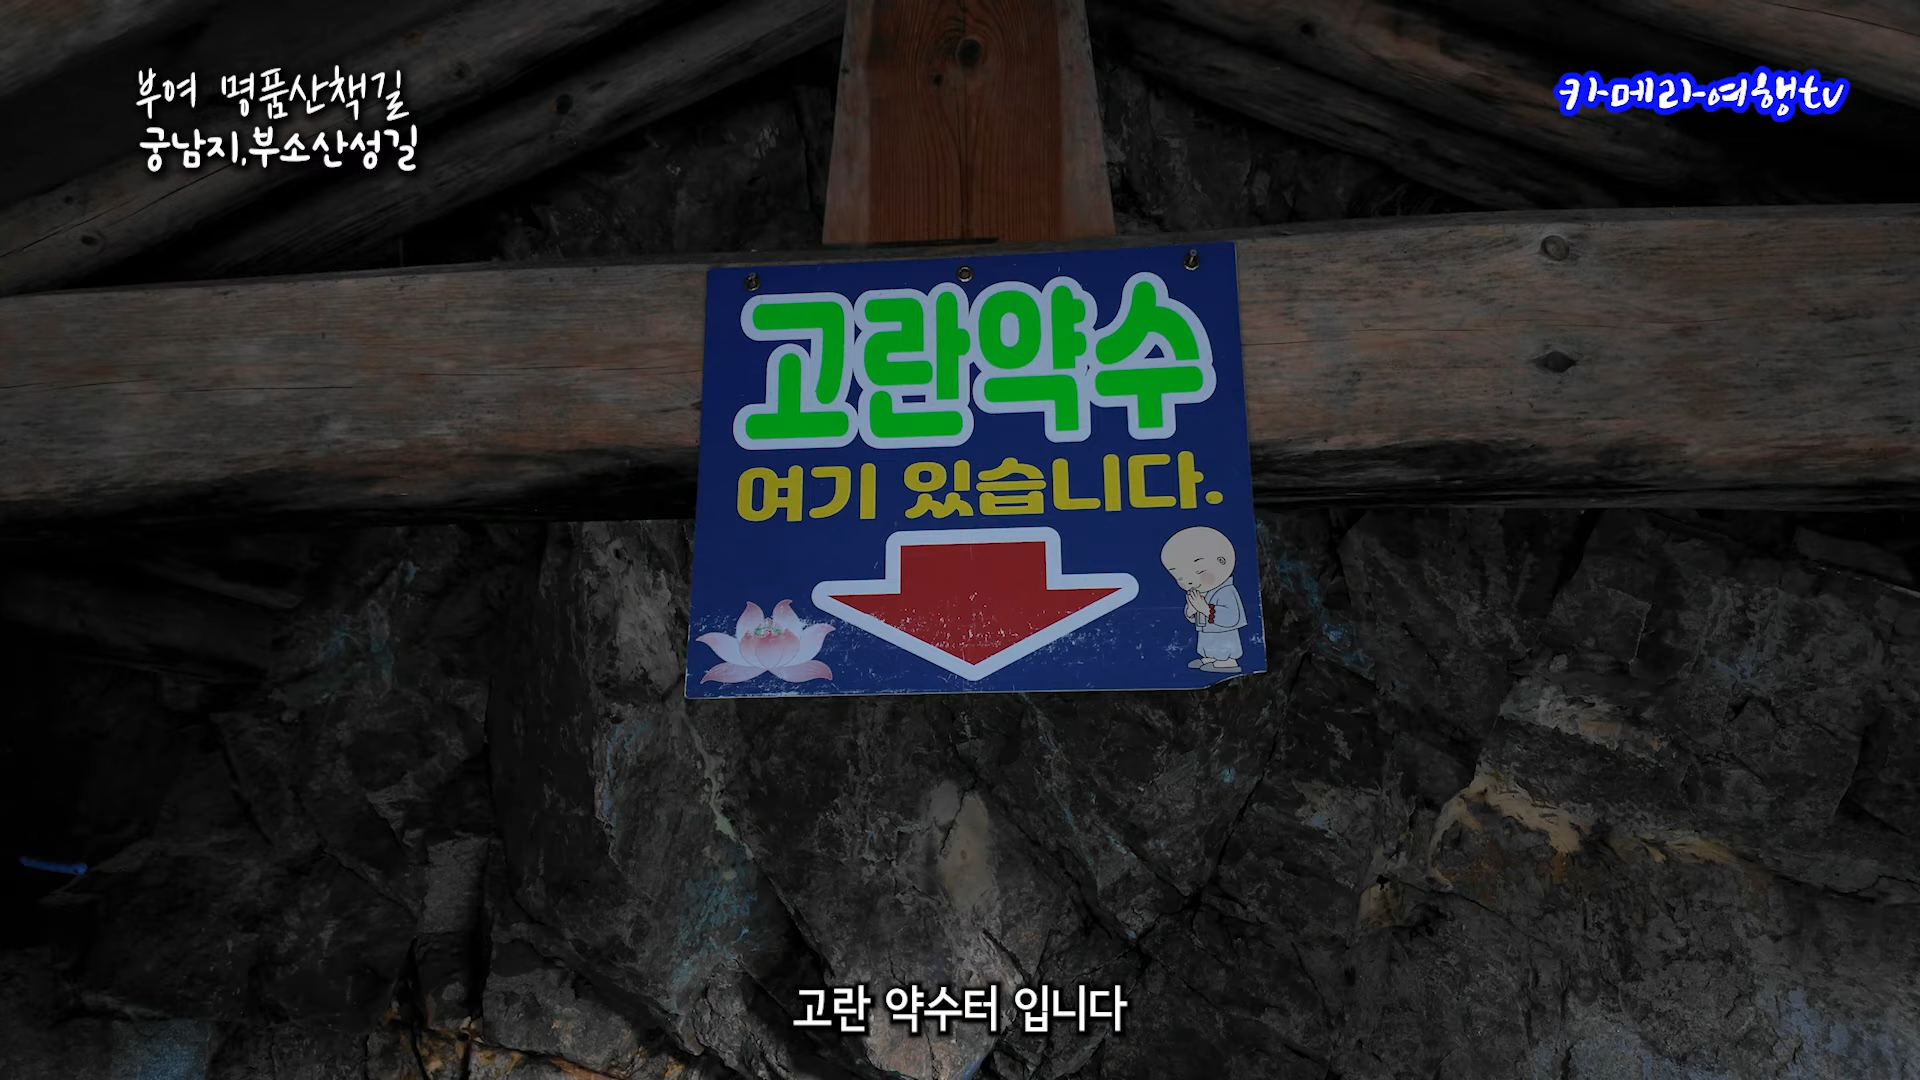 부여 명품산책길
궁남지,부소산성길
카메라여행tv
고란약수
여기 있습니다.
고란 약수터 입니다